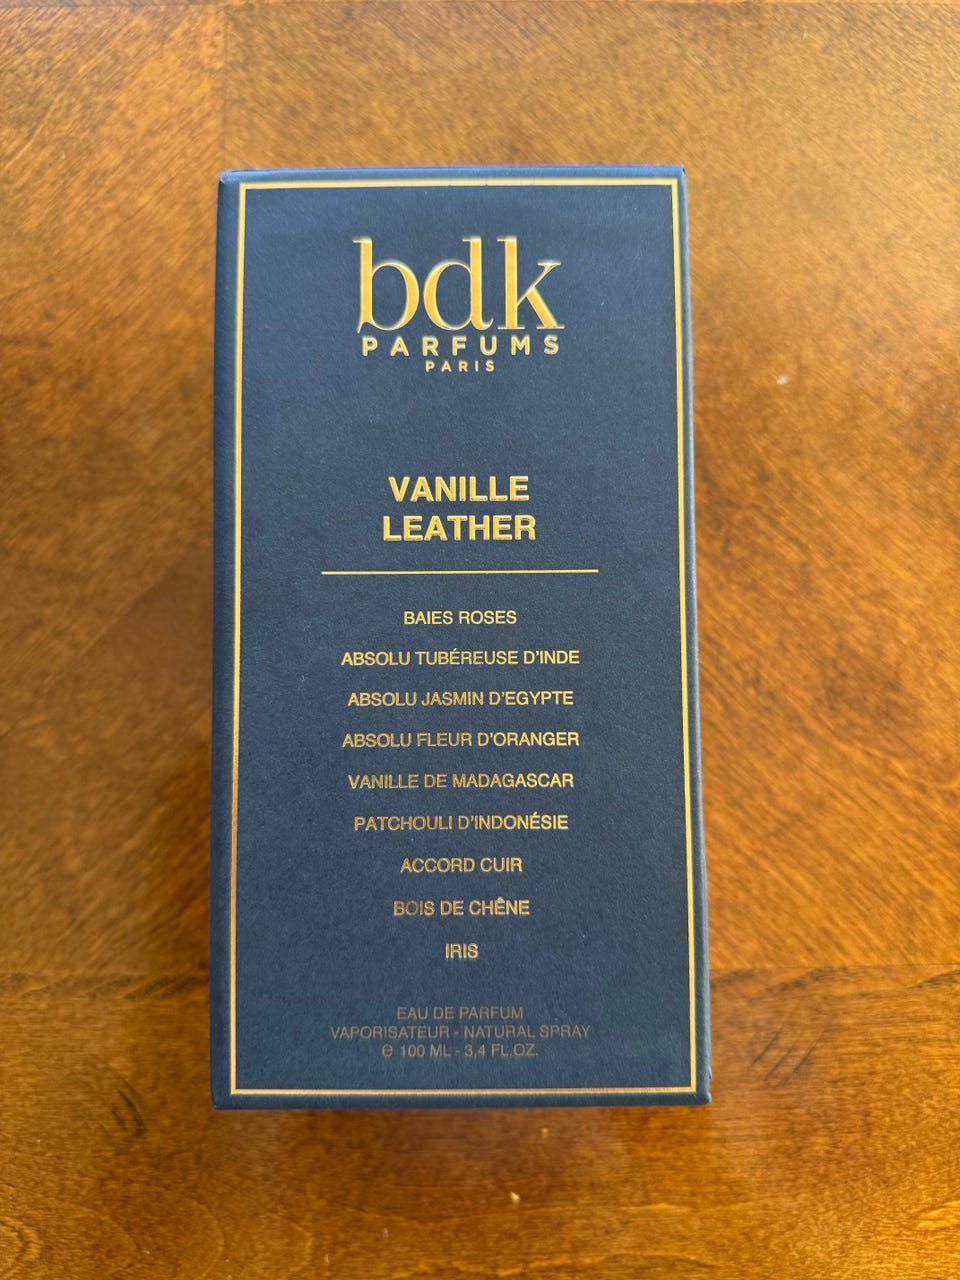 bdk
PARFUMS
PARIS
VANILLE
LEATHER
BAIES ROSES
ABSOLU TUBÉREUSE D'INDE
ABSOLU JASMIN D'EGYPTE
ABSOLU FLEUR D'ORANGER
VANILLE DE MADAGASCAR
PATCHOULI D'INDONÉSIE
ACCORD CUIR
BOIS DE CHÊNE
IRIS
EAU DE PARFUM
VAPORISATEUR - NATURAL SPRAY
℮ 100 ML - 3,4 FL.OZ.